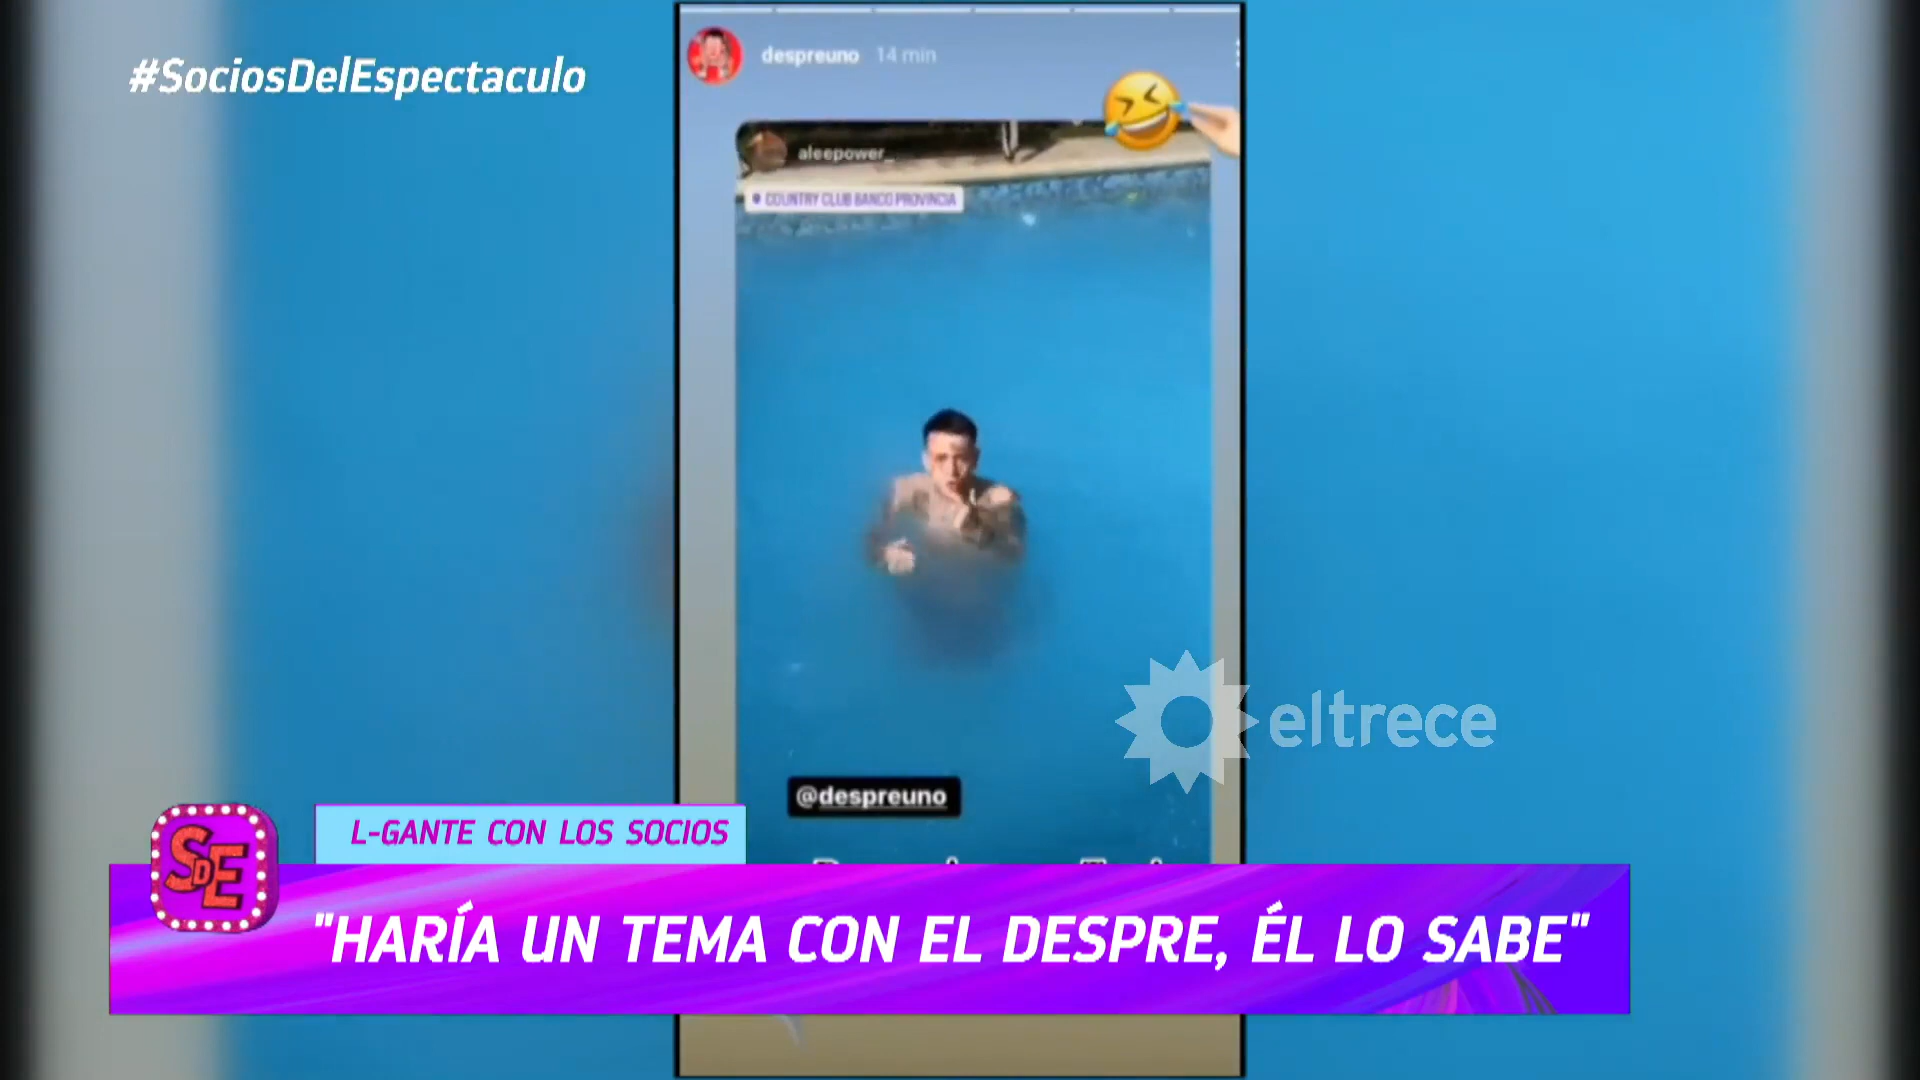 #SociosDelEspectaculo
despreuno 14 min
aleepower_
COUNTRY CLUB BANCO PROVINCIA
eltrece
@despreuno
SDE
L-GANTE CON LOS SOCIOS
"HARÍA UN TEMA CON EL DESPRE, ÉL LO SABE"